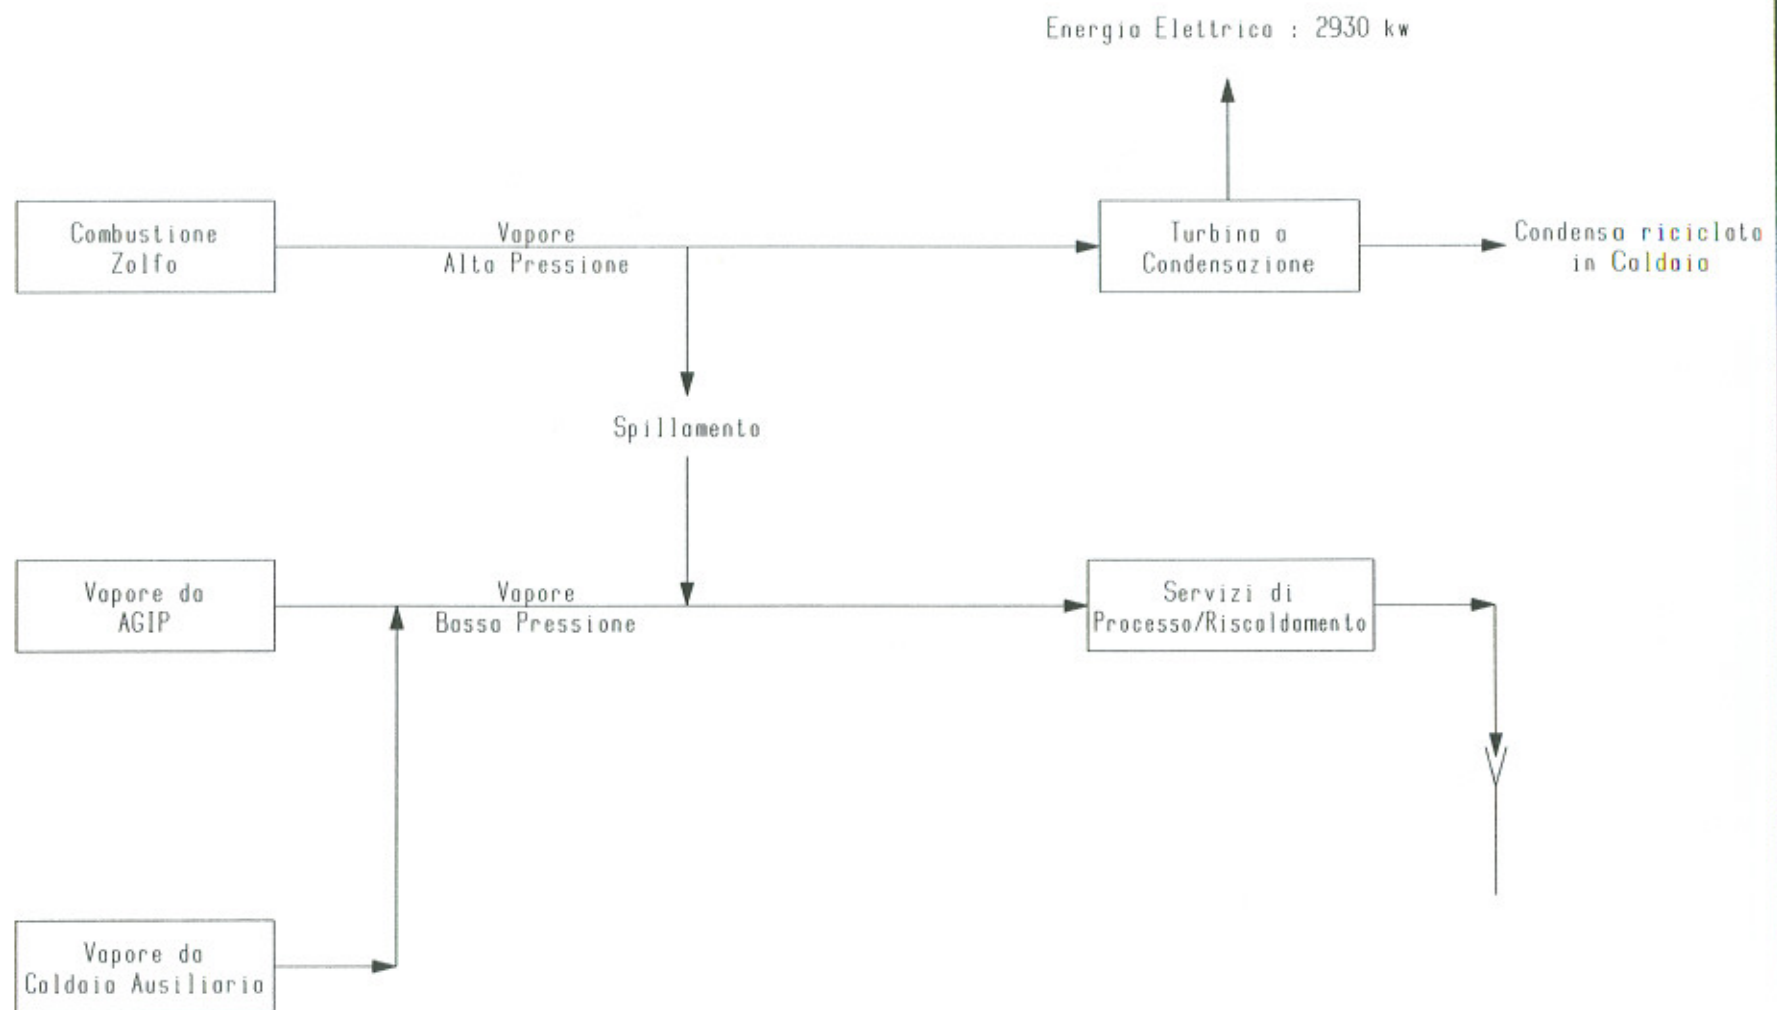 Energia Elettrica : 2930 kw
Combustione
Zolfo
Vapore
Alta Pressione
Turbina a
Condensazione
Condensa riciclata
in Caldaia
Spillamento
Vapore da
AGIP
Vapore
Bassa Pressione
Servizi di
Processo/Riscaldamento
Vapore da
Caldaia Ausiliaria